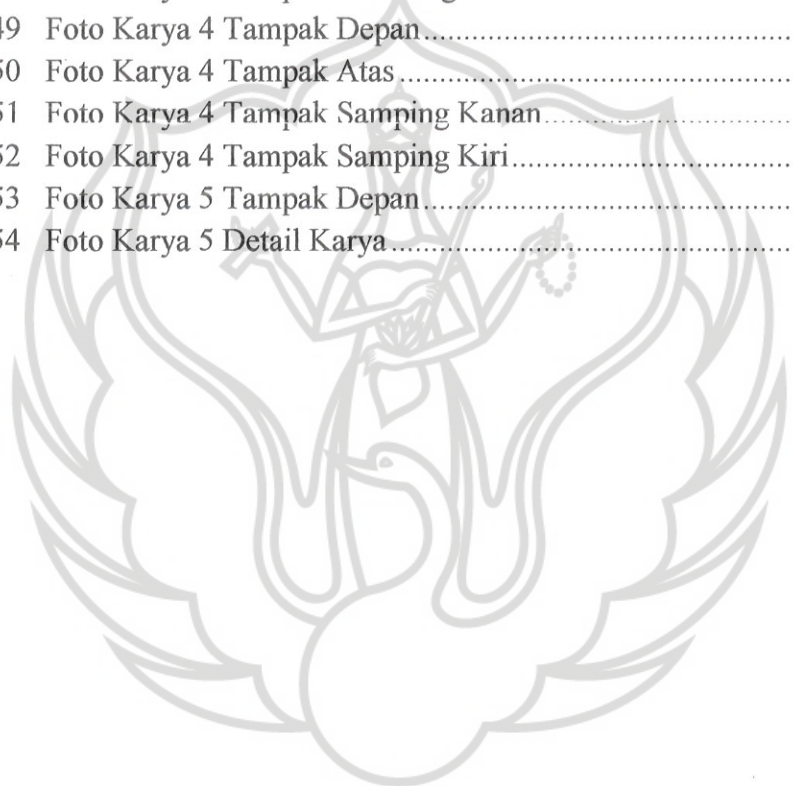 49 Foto Karya 4 Tampak Depan................................................
50 Foto Karya 4 Tampak Atas...................................................
51 Foto Karya 4 Tampak Samping Kanan................................
52 Foto Karya 4 Tampak Samping Kiri....................................
53 Foto Karya 5 Tampak Depan................................................
54 Foto Karya 5 Detail Karya....................................................